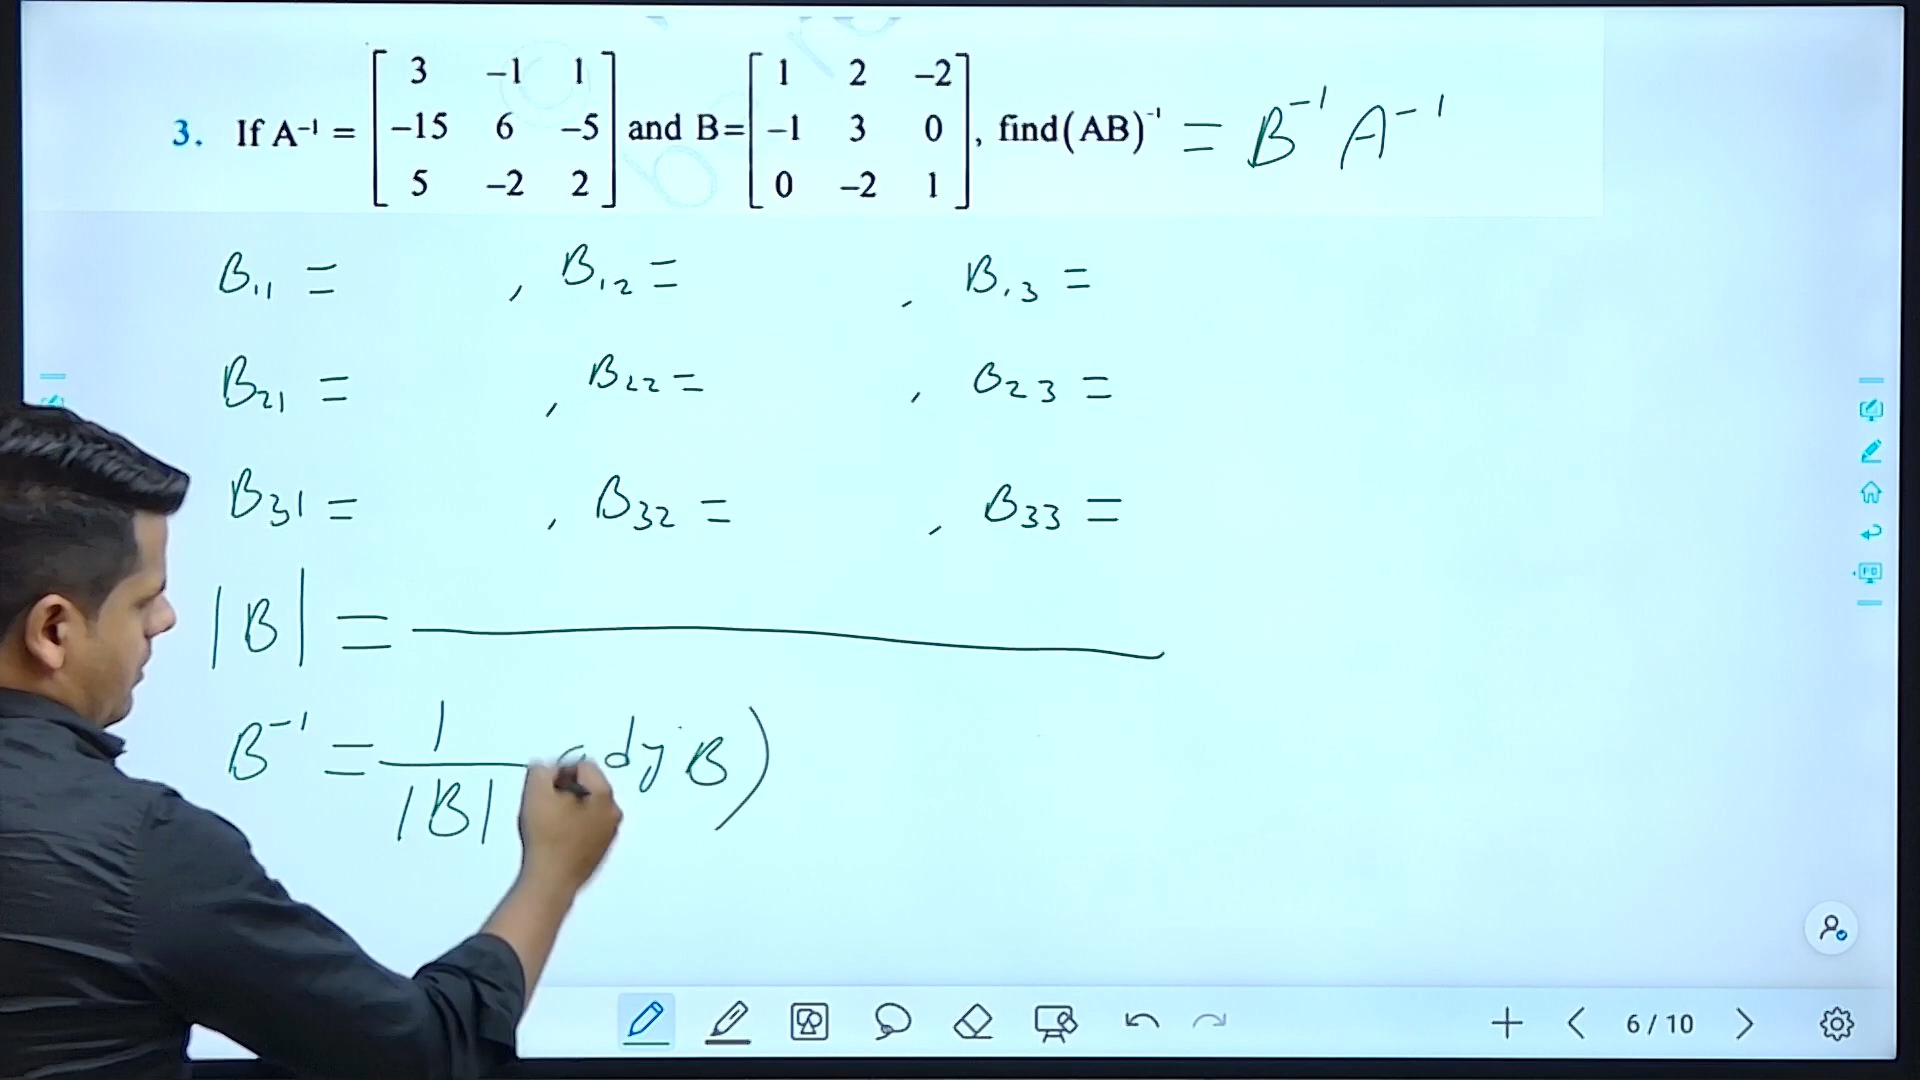 3. If A⁻¹ = [3 -1 1; -15 6 -5; 5 -2 2] and B= [1 2 -2; -1 3 0; 0 -2 1], find (AB)⁻¹ = B⁻¹ A⁻¹
B₁₁ = , B₁₂ = , B₁₃ =
B₂₁ = , B₂₂ = , B₂₃ =
B₃₁ = , B₃₂ = , B₃₃ =
|B| =
B⁻¹ = 1/|B| adj B)
6 / 10